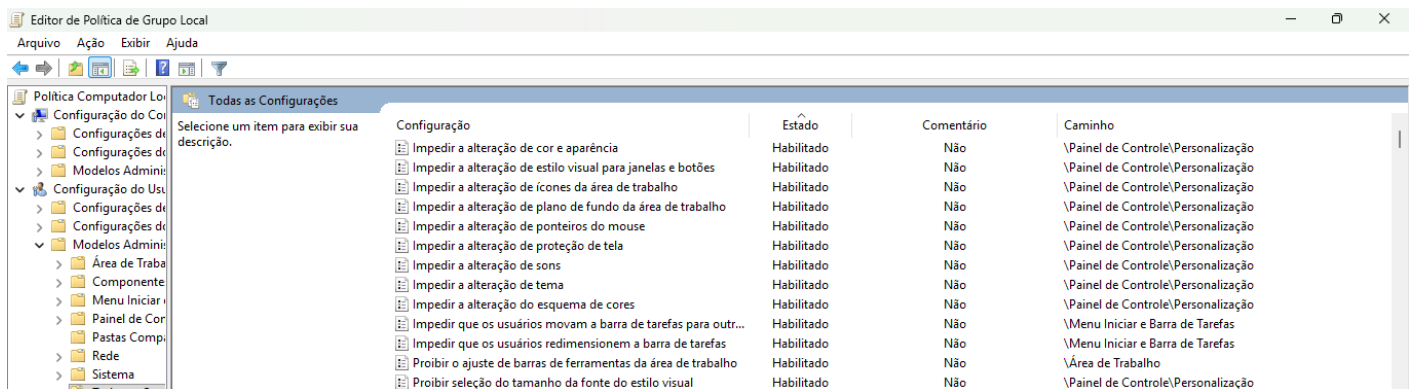 Editor de Política de Grupo Local
Arquivo Ação Exibir Ajuda
Política Computador Lo
Configuração do Co
Configurações de
Configurações do
Modelos Adminis
Configuração do Usu
Configurações de
Configurações do
Modelos Adminis
Área de Traba
Componente
Menu Iniciar
Painel de Con
Pastas Compa
Rede
Sistema
Todas as Configurações
Selecione um item para exibir sua
descrição.
Configuração Estado Comentário Caminho
Impedir a alteração de cor e aparência Habilitado Não \Painel de Controle\Personalização
Impedir a alteração de estilo visual para janelas e botões Habilitado Não \Painel de Controle\Personalização
Impedir a alteração de ícones da área de trabalho Habilitado Não \Painel de Controle\Personalização
Impedir a alteração de plano de fundo da área de trabalho Habilitado Não \Painel de Controle\Personalização
Impedir a alteração de ponteiros do mouse Habilitado Não \Painel de Controle\Personalização
Impedir a alteração de proteção de tela Habilitado Não \Painel de Controle\Personalização
Impedir a alteração de sons Habilitado Não \Painel de Controle\Personalização
Impedir a alteração de tema Habilitado Não \Painel de Controle\Personalização
Impedir a alteração do esquema de cores Habilitado Não \Painel de Controle\Personalização
Impedir que os usuários movam a barra de tarefas para outr... Habilitado Não \Menu Iniciar e Barra de Tarefas
Impedir que os usuários redimensionem a barra de tarefas Habilitado Não \Menu Iniciar e Barra de Tarefas
Proibir o ajuste de barras de ferramentas da área de trabalho Habilitado Não \Área de Trabalho
Proibir seleção do tamanho da fonte do estilo visual Habilitado Não \Painel de Controle\Personalização